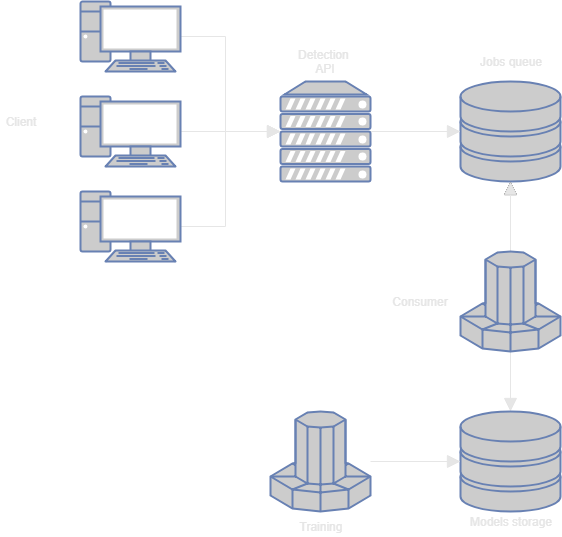 Detection
API
Jobs queue
Client
Consumer
Training
Models storage